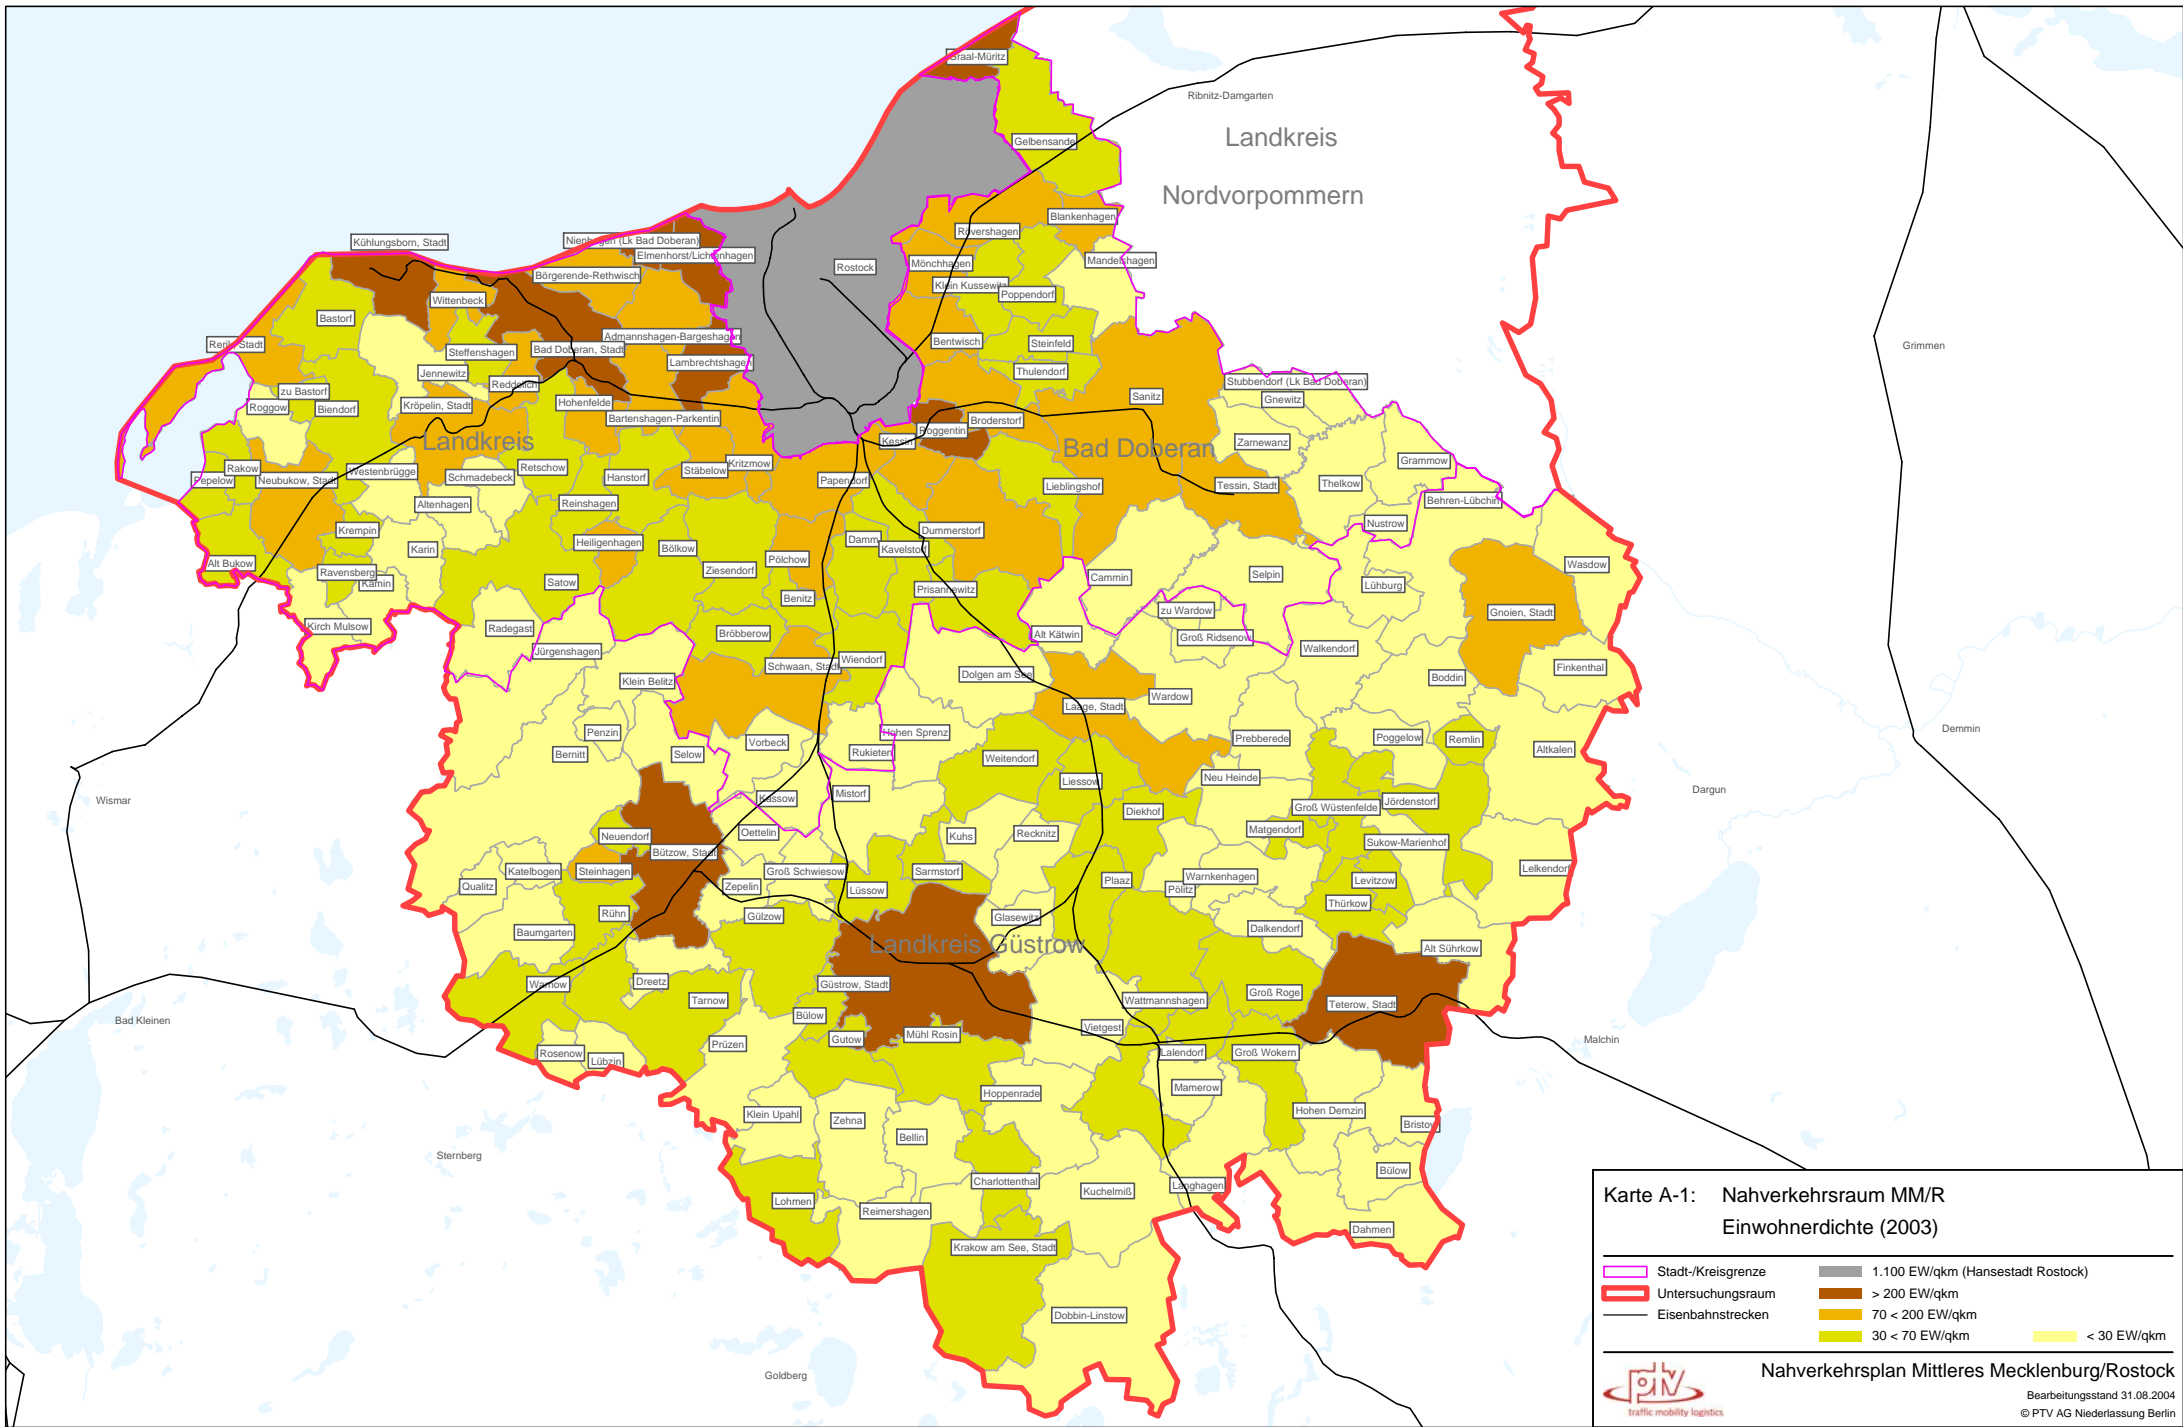 Graal-Müritz
Ribnitz-Damgarten
Landkreis
Nordvorpommern
Gelbensande
Blankenhagen
Rövershagen
Kühlungsborn, Stadt
Nienhagen (Lk Bad Doberan)
Elmenhorst/Lichtenhagen
Rostock
Mönchhagen
Mandelshagen
Börgerende-Rethwisch
Klein Kussewitz
Poppendorf
Wittenbeck
Bastorf
Rerik, Stadt
Admannshagen-Bargeshagen
Bentwisch
Steinfeld
Grimmen
Steffenshagen
Bad Doberan, Stadt
Lambrechtshagen
Thulendorf
Jennewitz
Reddelich
Stubbendorf (Lk Bad Doberan)
zu Bastorf
Gnewitz
Sanitz
Roggow
Biendorf
Kröpelin, Stadt
Hohenfelde
Bartenshagen-Parkentin
Roggentin
Broderstorf
Landkreis
Kessin
Bad Doberan
Zarnewanz
Grammow
Rakow
Westenbrügge
Retschow
Kritzmow
Pepelow
Neubukow, Stadt
Schmadebeck
Hanstorf
Stäbelow
Papendorf
Lieblingshof
Tessin, Stadt
Thelkow
Behren-Lübchin
Altenhagen
Reinshagen
Krempin
Nustrow
Dummerstorf
Heiligenhagen
Bölkow
Damm
Kavelstorf
Karin
Alt Bukow
Ravensberg
Kamin
Satow
Ziesendorf
Pölchow
Wasdow
Cammin
Selpin
Lühburg
Prisannewitz
Benitz
zu Wardow
Gnoien, Stadt
Kirch Mulsow
Radegast
Bröbberow
Alt Kätwin
Groß Ridsenow
Jürgenshagen
Walkendorf
Schwaan, Stadt
Wiendorf
Finkenthal
Klein Belitz
Dolgen am See
Boddin
Wardow
Laage, Stadt
Penzin
Hohen Sprenz
Bernitt
Selow
Vorbeck
Rukieten
Prebberede
Poggelow
Remlin
Altkalen
Demmin
Weitendorf
Liessow
Neu Heinde
Dargun
Wismar
Kassow
Mistorf
Diekhof
Groß Wüstenfelde
Jördenstorf
Neuendorf
Oettelin
Kuhs
Recknitz
Matgendorf
Sukow-Marienhof
Bützow, Stadt
Katelbogen
Steinhagen
Groß Schwiesow
Sarmstorf
Lelkendorf
Qualitz
Zepelin
Lüssow
Plaaz
Pölitz
Warnkenhagen
Levitzow
Thürkow
Rühn
Gülzow
Glasewitz
Baumgarten
Dalkendorf
Landkreis Güstrow
Alt Sührkow
Warnow
Dreetz
Güstrow, Stadt
Groß Roge
Tarnow
Wattmannshagen
Teterow, Stadt
Bad Kleinen
Bülow
Vietgest
Gutow
Mühl Rosin
Malchin
Prüzen
Rosenow
Lübzin
Lalendorf
Groß Wokern
Mamerow
Hoppenrade
Klein Upahl
Zehna
Hohen Demzin
Bristow
Bellin
Sternberg
Bülow
Charlottenthal
Kuchelmiß
Langhagen
Lohmen
Reimershagen
Dahmen
Krakow am See, Stadt
Dobbin-Linstow
Goldberg
Karte A-1: Nahverkehrsraum MM/R
Einwohnerdichte (2003)
Stadt-/Kreisgrenze
1.100 EW/qkm (Hansestadt Rostock)
Untersuchungsraum
> 200 EW/qkm
Eisenbahnstrecken
70 < 200 EW/qkm
30 < 70 EW/qkm
< 30 EW/qkm
ptv
traffic mobility logistics
Nahverkehrsplan Mittleres Mecklenburg/Rostock
Bearbeitungsstand 31.08.2004
© PTV AG Niederlassung Berlin